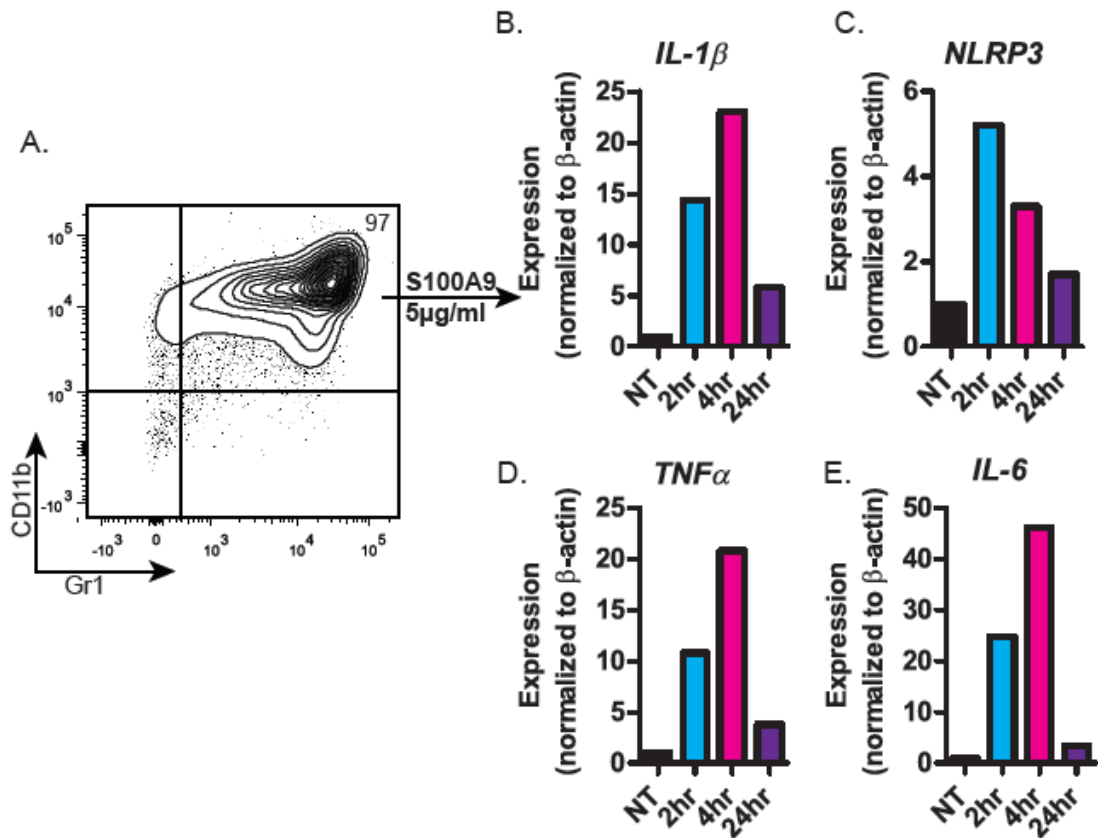 A.
97
10^5
10^4
10^3
-10^3
-10^3
0
10^3
10^4
10^5
CD11b
Gr1
S100A9
5µg/ml
B.
IL-1β
Expression
(normalized to β-actin)
25
20
15
10
5
0
NT
2hr
4hr
24hr
C.
NLRP3
Expression
(normalized to β-actin)
6
4
2
0
NT
2hr
4hr
24hr
D.
TNFα
Expression
(normalized to β-actin)
25
20
15
10
5
0
NT
2hr
4hr
24hr
E.
IL-6
Expression
(normalized to β-actin)
50
40
30
20
10
0
NT
2hr
4hr
24hr